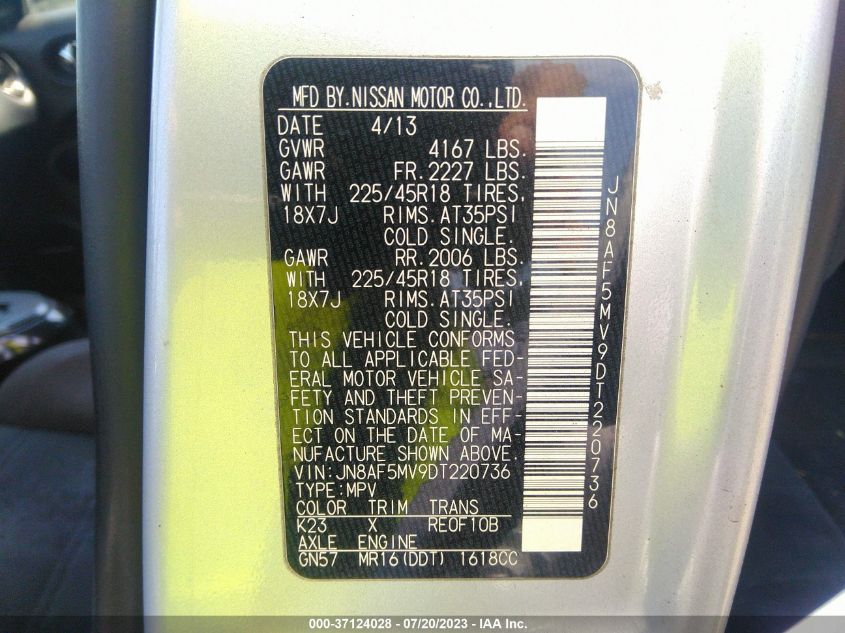 MFD BY.NISSAN MOTOR CO.,LTD.
DATE 4/13
GVWR 4167 LBS.
GAWR FR.2227 LBS.
WITH 225/45R18 TIRES,
18X7J RIMS.AT35PSI
COLD SINGLE.
GAWR RR.2006 LBS.
WITH 225/45R18 TIRES,
18X7J RIMS.AT35PSI
COLD SINGLE.
THIS VEHICLE CONFORMS
TO ALL APPLICABLE FED-
ERAL MOTOR VEHICLE SA-
FETY AND THEFT PREVEN-
TION STANDARDS IN EFF-
ECT ON THE DATE OF MA-
NUFACTURE SHOWN ABOVE.
VIN:JN8AF5MV9DT220736
TYPE:MPV
COLOR TRIM TRANS
K23 X RE0F10B
AXLE ENGINE
GN57 MR16(DDT) 1618CC
JN8AF5MV9DT220736
000-37124028 - 07/20/2023 - IAA Inc.